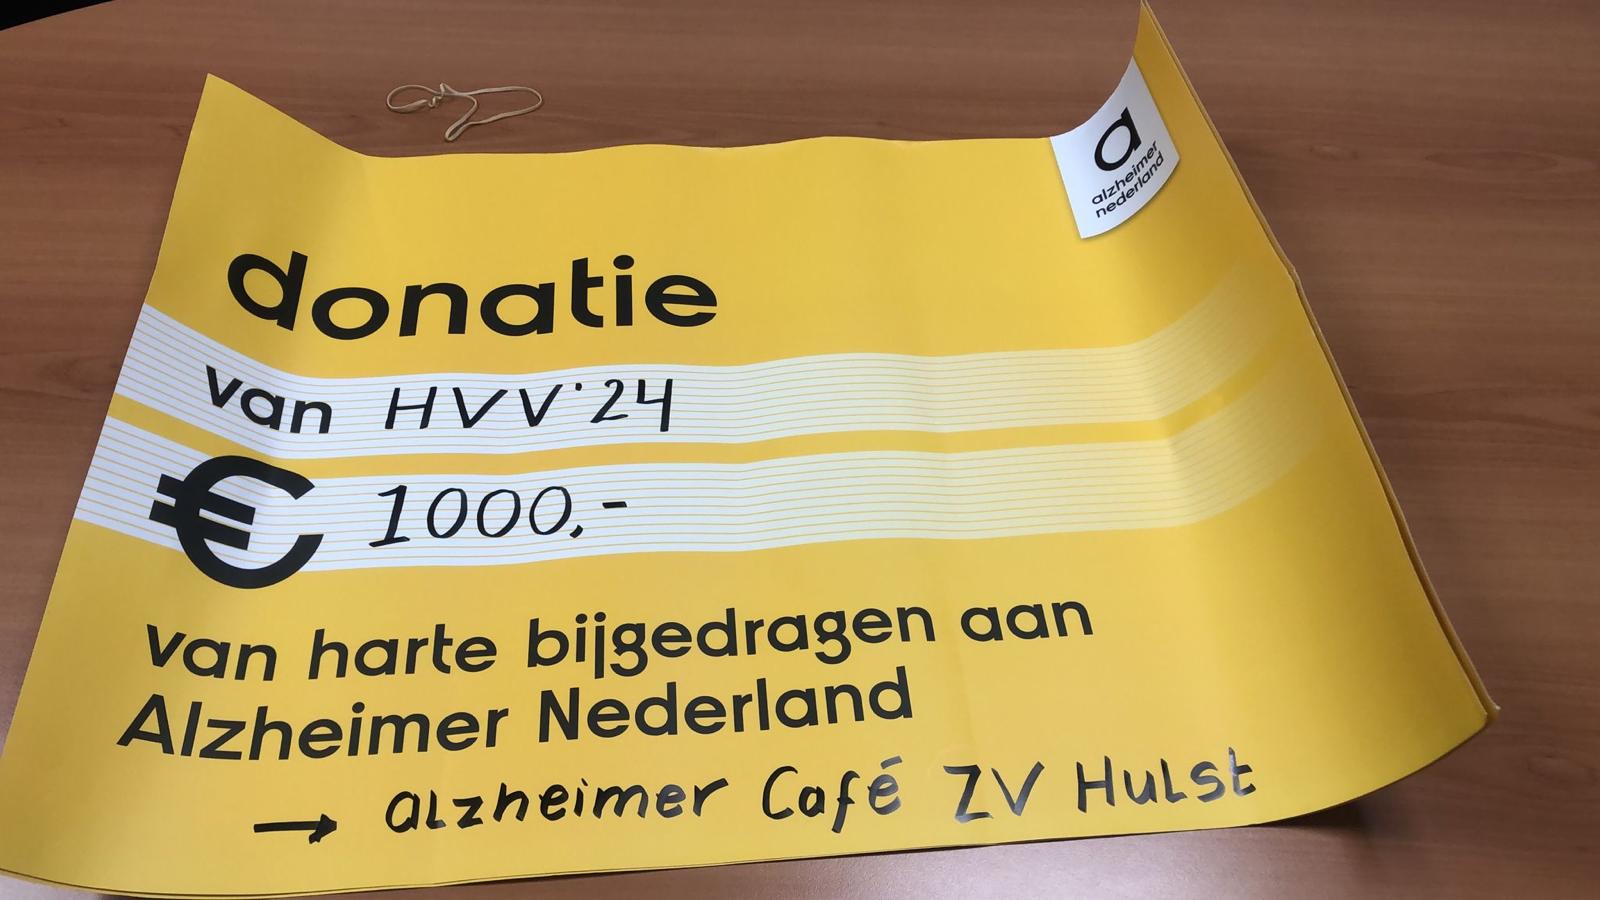 a
alzheimer
nederland
donatie
van HVV'24
€ 1000,-
van harte bijgedragen aan
Alzheimer Nederland
→ alzheimer Café ZV Hulst